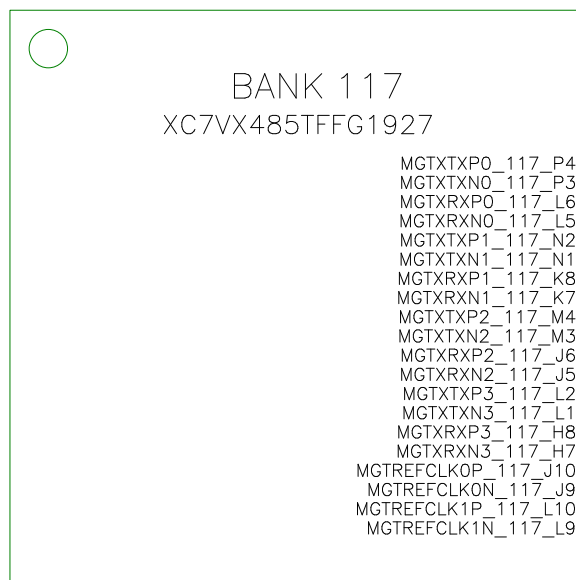 BANK 117
XC7VX485TFFG1927
MGTXTXP0_117_P4
MGTXTXN0_117_P3
MGTXRXP0_117_L6
MGTXRXN0_117_L5
MGTXTXP1_117_N2
MGTXTXN1_117_N1
MGTXRXP1_117_K8
MGTXRXN1_117_K7
MGTXTXP2_117_M4
MGTXTXN2_117_M3
MGTXRXP2_117_J6
MGTXRXN2_117_J5
MGTXTXP3_117_L2
MGTXTXN3_117_L1
MGTXRXP3_117_H8
MGTXRXN3_117_H7
MGTREFCLK0P_117_J10
MGTREFCLK0N_117_J9
MGTREFCLK1P_117_L10
MGTREFCLK1N_117_L9